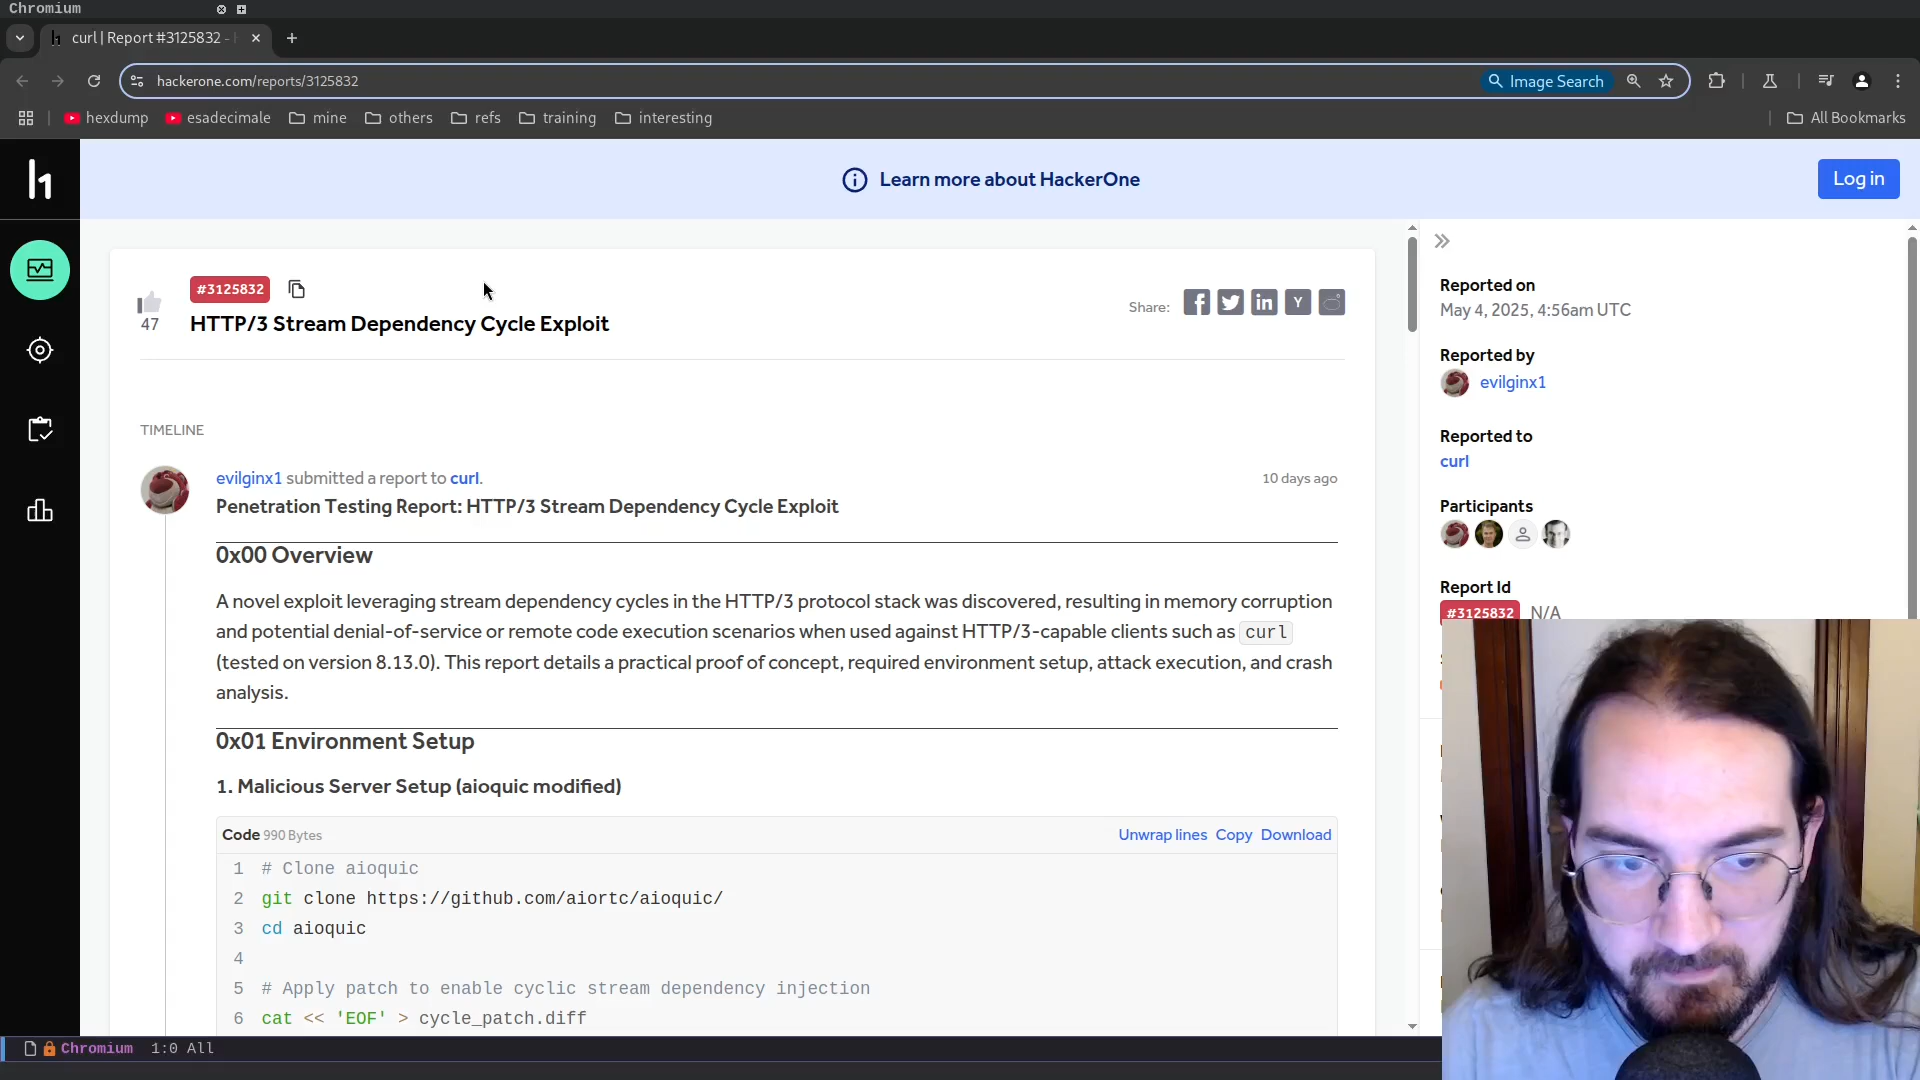 Chromium
curl | Report #3125832 -
hackerone.com/reports/3125832
Image Search
hexdump
esadecimale
mine
others
refs
training
interesting
All Bookmarks
Learn more about HackerOne
Log in
#3125832
47
HTTP/3 Stream Dependency Cycle Exploit
Share:
TIMELINE
evilginx1 submitted a report to curl.
10 days ago
Penetration Testing Report: HTTP/3 Stream Dependency Cycle Exploit
0x00 Overview
A novel exploit leveraging stream dependency cycles in the HTTP/3 protocol stack was discovered, resulting in memory corruption
and potential denial-of-service or remote code execution scenarios when used against HTTP/3-capable clients such as curl
(tested on version 8.13.0). This report details a practical proof of concept, required environment setup, attack execution, and crash
analysis.
0x01 Environment Setup
1. Malicious Server Setup (aioquic modified)
Code 990 Bytes
Unwrap lines Copy Download
1 # Clone aioquic
2 git clone https://github.com/aiortc/aioquic/
3 cd aioquic
4
5 # Apply patch to enable cyclic stream dependency injection
6 cat << 'EOF' > cycle_patch.diff
Reported on
May 4, 2025, 4:56am UTC
Reported by
evilginx1
Reported to
curl
Participants
Report Id
#3125832 N/A
Chromium 1:0 All